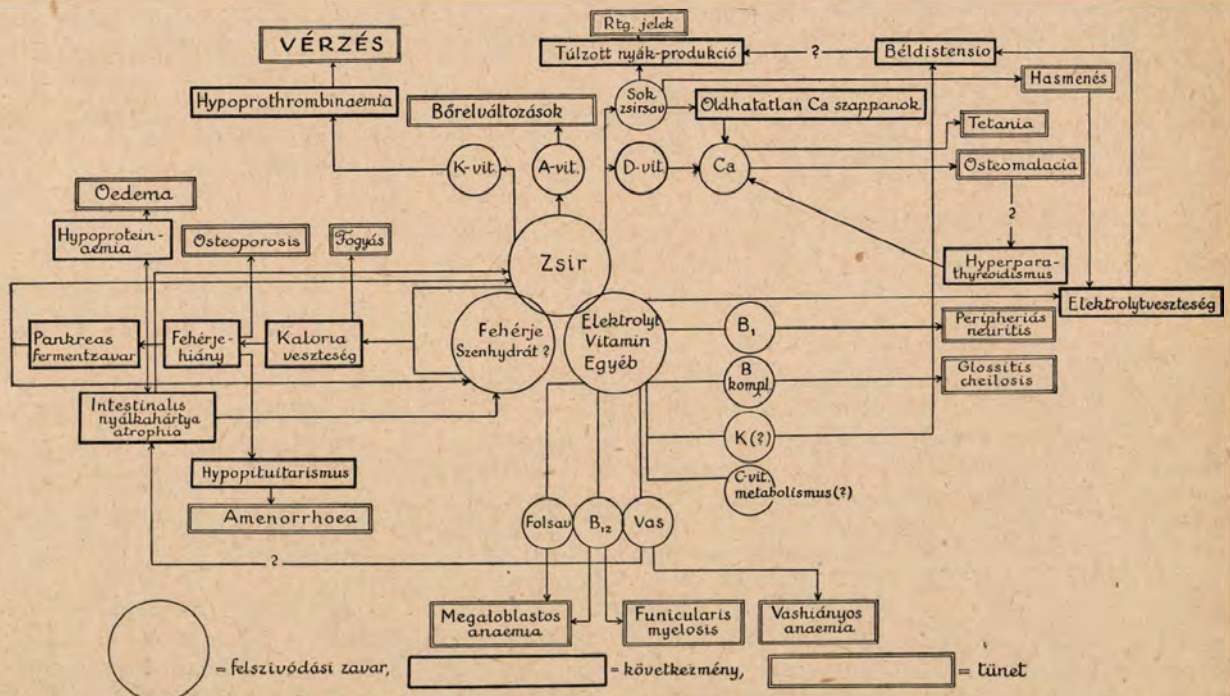 Rtg. jelek
VÉRZÉS
Túlzott nyák-produkció
?
Béldistensio
Hypoprothrombinaemia
Bőrelváltozások
Sok
zsírsav
Hasmenés
Oldhatatlan Ca szappanok
Tetania
K-vit.
A-vit.
D-vit.
Ca
Osteomalacia
Oedema
?
Hypoprotein-
aemia
Osteoporosis
Fogyás
Zsir
Hyperpara-
thyreoidismus
Elektrolytveszteség
Pankreas
fermentzavar
Fehérje-
hiány
Kaloria
veszteség
Fehérje
Szenhydrát ?
Elektrolyt
Vitamin
Egyéb
B₁
Peripheriás
neuritis
B
kompl.
Glossitis
cheilosis
Intestinalis
nyálkahártya
atrophia
K (?)
Hypopituitarismus
C-vit.
metabolismus (?)
Amenorrhoea
Folsav
B₁₂
Vas
?
Megaloblastos
anaemia
Funicularis
myelosis
Vashiányos
anaemia
= felszivódási zavar,
= következmény,
= tünet